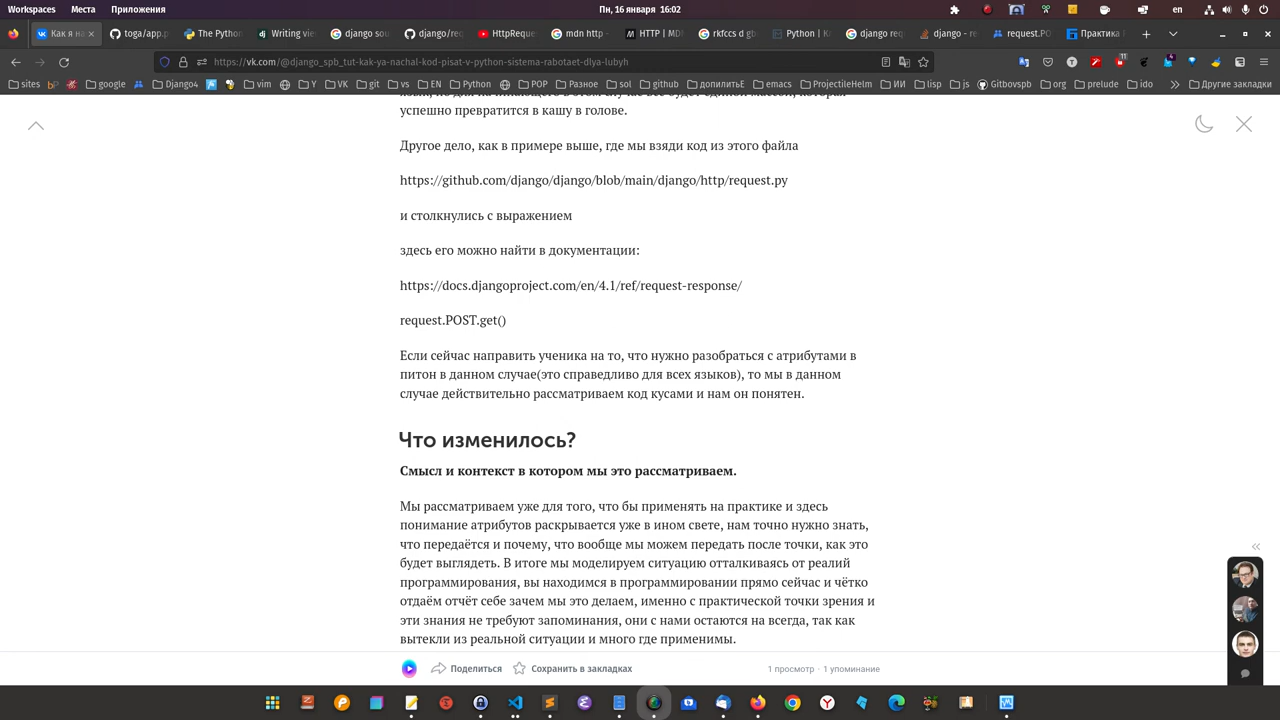 Workspaces Места Приложения Пн, 16 января 16:02 en
Как я на toga/app.p The Python Writing vie django sou django/req HttpReque mdn http - HTTP | MD rkfccs d gb Python | Кг django req django - re request.PO Практика
https://vk.com/@django_spb_tut-kak-ya-nachal-kod-pisat-v-python-sistema-rabotaet-dlya-lubyh 11 4
sites bǝ YP Django vim Y VK git vs EN Python POP Разное sol github допилитьЕ emacs ProjectileHelm ИИ lisp js Gitbovspb org prelude land Другие закладки
успешно превратится в кашу в голове.
Другое дело, как в примере выше, где мы взяди код из этого файла
https://github.com/django/django/blob/main/django/http/request.py
и столкнулись с выражением
здесь его можно найти в документации:
https://docs.djangoproject.com/en/4.1/ref/request-response/
request.POST.get()
Если сейчас направить ученика на то, что нужно разобраться с атрибутами в
питон в данном случае(это справедливо для всех языков), то мы в данном
случае действительно рассматриваем код кусами и нам он понятен.
Что изменилось?
Смысл и контекст в котором мы это рассматриваем.
Мы рассматриваем уже для того, что бы применять на практике и здесь
понимание атрибутов раскрывается уже в ином свете, нам точно нужно знать,
что передаётся и почему, что вообще мы можем передать после точки, как это
будет выглядеть. В итоге мы моделируем ситуацию отталкиваясь от реалий
программирования, вы находимся в программировании прямо сейчас и чётко
отдаём отчёт себе зачем мы это делаем, именно с практической точки зрения и
эти знания не требуют запоминания, они с нами остаются на всегда, так как
вытекли из реальной ситуации и много где применимы.
Поделиться Сохранить в закладках 1 просмотр · 1 упоминание